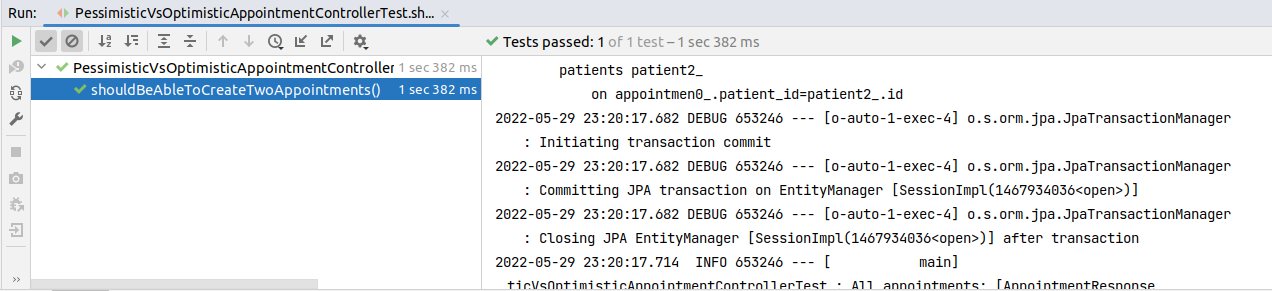 Run: PessimisticVsOptimisticAppointmentControllerTest.sh...
Tests passed: 1 of 1 test – 1 sec 382 ms
PessimisticVsOptimisticAppointmentController 1 sec 382 ms
shouldBeAbleToCreateTwoAppointments() 1 sec 382 ms
patients patient2_
on appointmen0_.patient_id=patient2_.id
2022-05-29 23:20:17.682 DEBUG 653246 --- [o-auto-1-exec-4] o.s.orm.jpa.JpaTransactionManager
: Initiating transaction commit
2022-05-29 23:20:17.682 DEBUG 653246 --- [o-auto-1-exec-4] o.s.orm.jpa.JpaTransactionManager
: Committing JPA transaction on EntityManager [SessionImpl(1467934036<open>)]
2022-05-29 23:20:17.682 DEBUG 653246 --- [o-auto-1-exec-4] o.s.orm.jpa.JpaTransactionManager
: Closing JPA EntityManager [SessionImpl(1467934036<open>)] after transaction
2022-05-29 23:20:17.714  INFO 653246 --- [           main]
ticVsOptimisticAppointmentControllerTest : All appointments: [AppointmentResponse